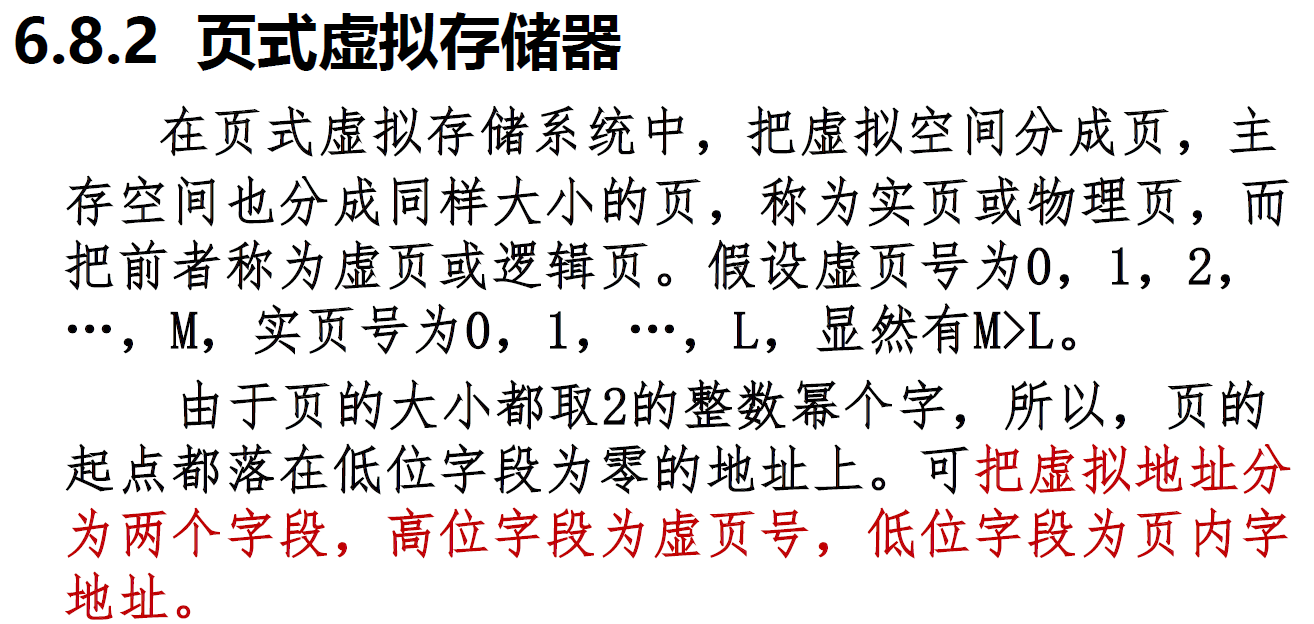 6.8.2 页式虚拟存储器
在页式虚拟存储系统中，把虚拟空间分成页，主
存空间也分成同样大小的页，称为实页或物理页，而
把前者称为虚页或逻辑页。假设虚页号为0，1，2，
…，M，实页号为0，1，…，L，显然有M>L。
由于页的大小都取2的整数幂个字，所以，页的
起点都落在低位字段为零的地址上。可把虚拟地址分
为两个字段，高位字段为虚页号，低位字段为页内字
地址。